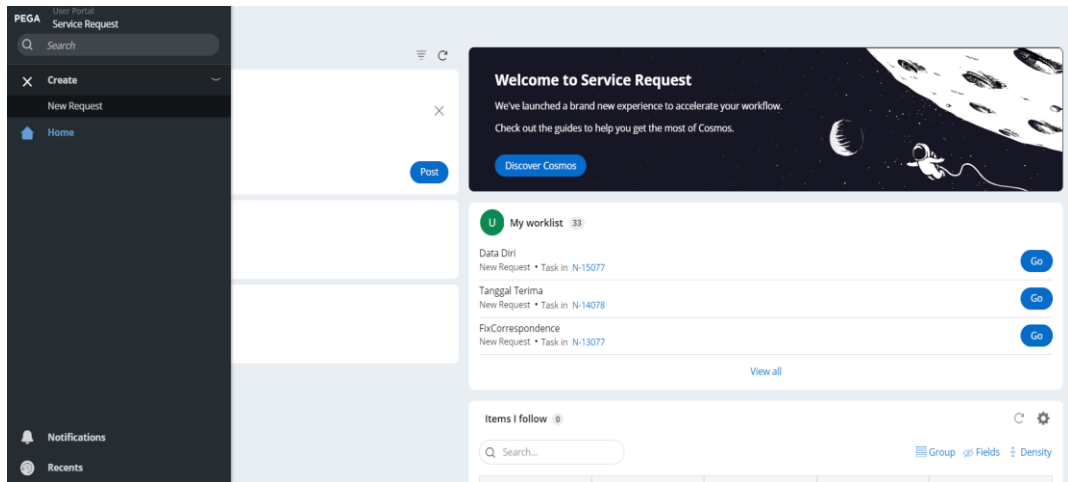 PEGA
User Portal
Service Request
Search
Create
New Request
Home
Notifications
Recents
Post
Welcome to Service Request
We've launched a brand new experience to accelerate your workflow.
Check out the guides to help you get the most of Cosmos.
Discover Cosmos
U My worklist 33
Data Diri
New Request • Task in N-15077
Go
Tanggal Terima
New Request • Task in N-14078
Go
FixCorrespondence
New Request • Task in N-13077
Go
View all
Items I follow 0
Search...
Group Fields Density